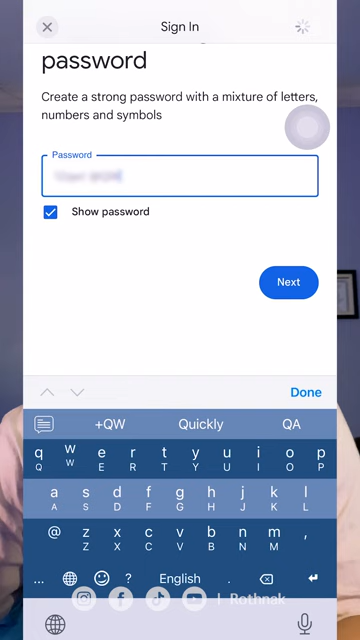 Sign In
password
Create a strong password with a mixture of letters,
numbers and symbols
Password
Show password
Next
Done
+QW Quickly QA
q w e r t y u i o p
Q W E R T Y U I O P
a s d f g h j k l
A S D F G H J K L
@ z x c v b n m ,
Z X C V B N M
... ? English .
| Rothnak